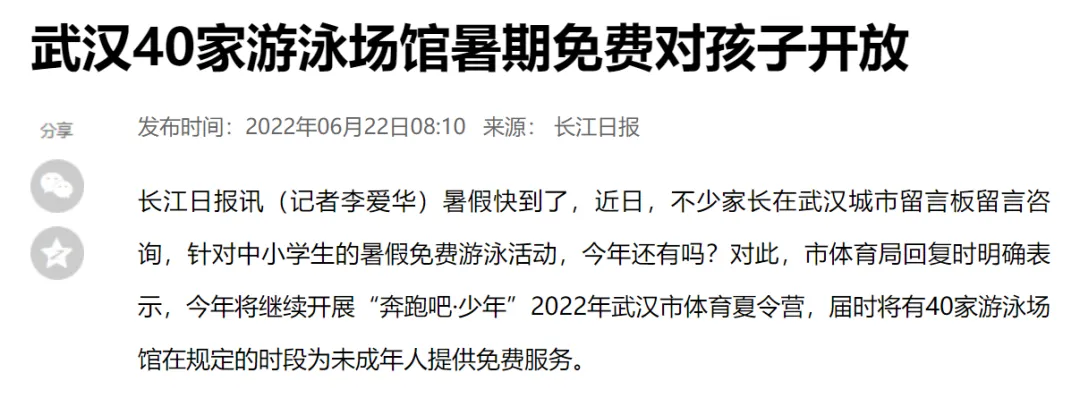 武汉40家游泳场馆暑期免费对孩子开放
分享
发布时间：2022年06月22日08:10 来源： 长江日报
长江日报讯（记者李爱华）暑假快到了，近日，不少家长在武汉城市留言板留言咨
询，针对中小学生的暑假免费游泳活动，今年还有吗？对此，市体育局回复时明确表
示，今年将继续开展“奔跑吧·少年”2022年武汉市体育夏令营，届时将有40家游泳场
馆在规定的时段为未成年人提供免费服务。